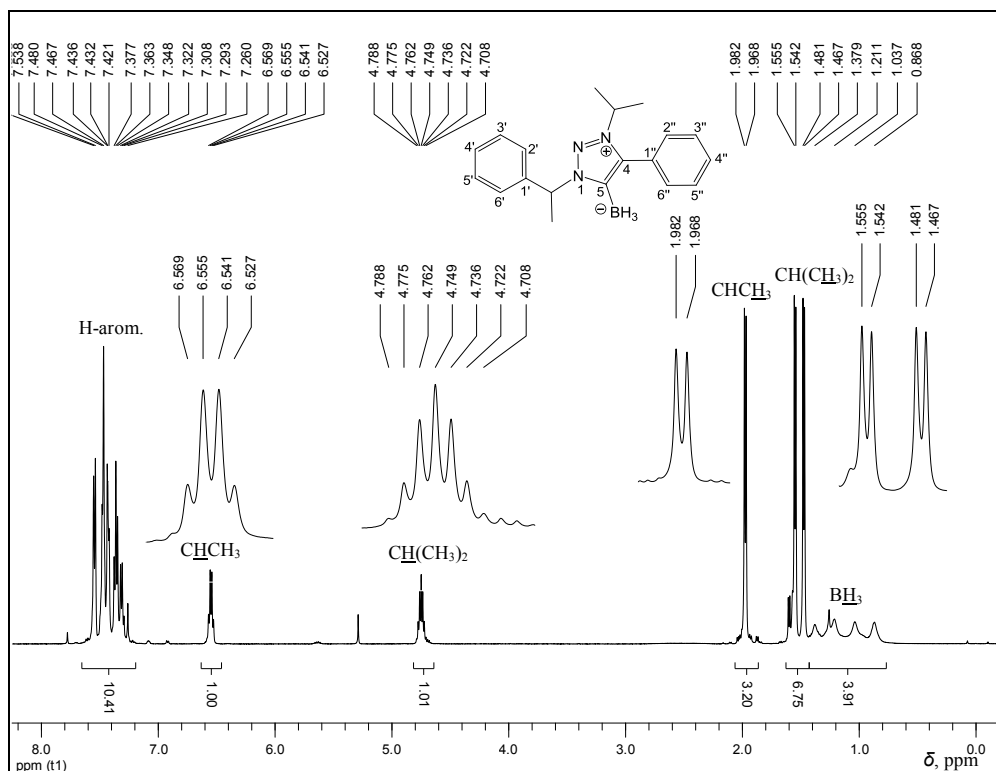 7.538 7.480 7.467 7.436 7.432 7.421 7.377 7.363 7.348 7.322 7.308 7.293 7.260 6.569 6.555 6.541 6.527
4.788 4.775 4.762 4.749 4.736 4.722 4.708
1.982 1.968 1.555 1.542 1.481 1.467 1.379 1.211 1.037 0.868
3' 4' 2' 5' 6' 1'
N N N + 1 5 4
BH3 −
1'' 2'' 3'' 4'' 5'' 6''
6.569 6.555 6.541 6.527
4.788 4.775 4.762 4.749 4.736 4.722 4.708
1.982 1.968
1.555 1.542 1.481 1.467
H-arom.
CHCH3
CH(CH3)2
CHCH3
CH(CH3)2
BH3
10.41 1.00 1.01 3.20 6.75 3.91
8.0 7.0 6.0 5.0 4.0 3.0 2.0 1.0 0.0
ppm (t1)
δ, ppm